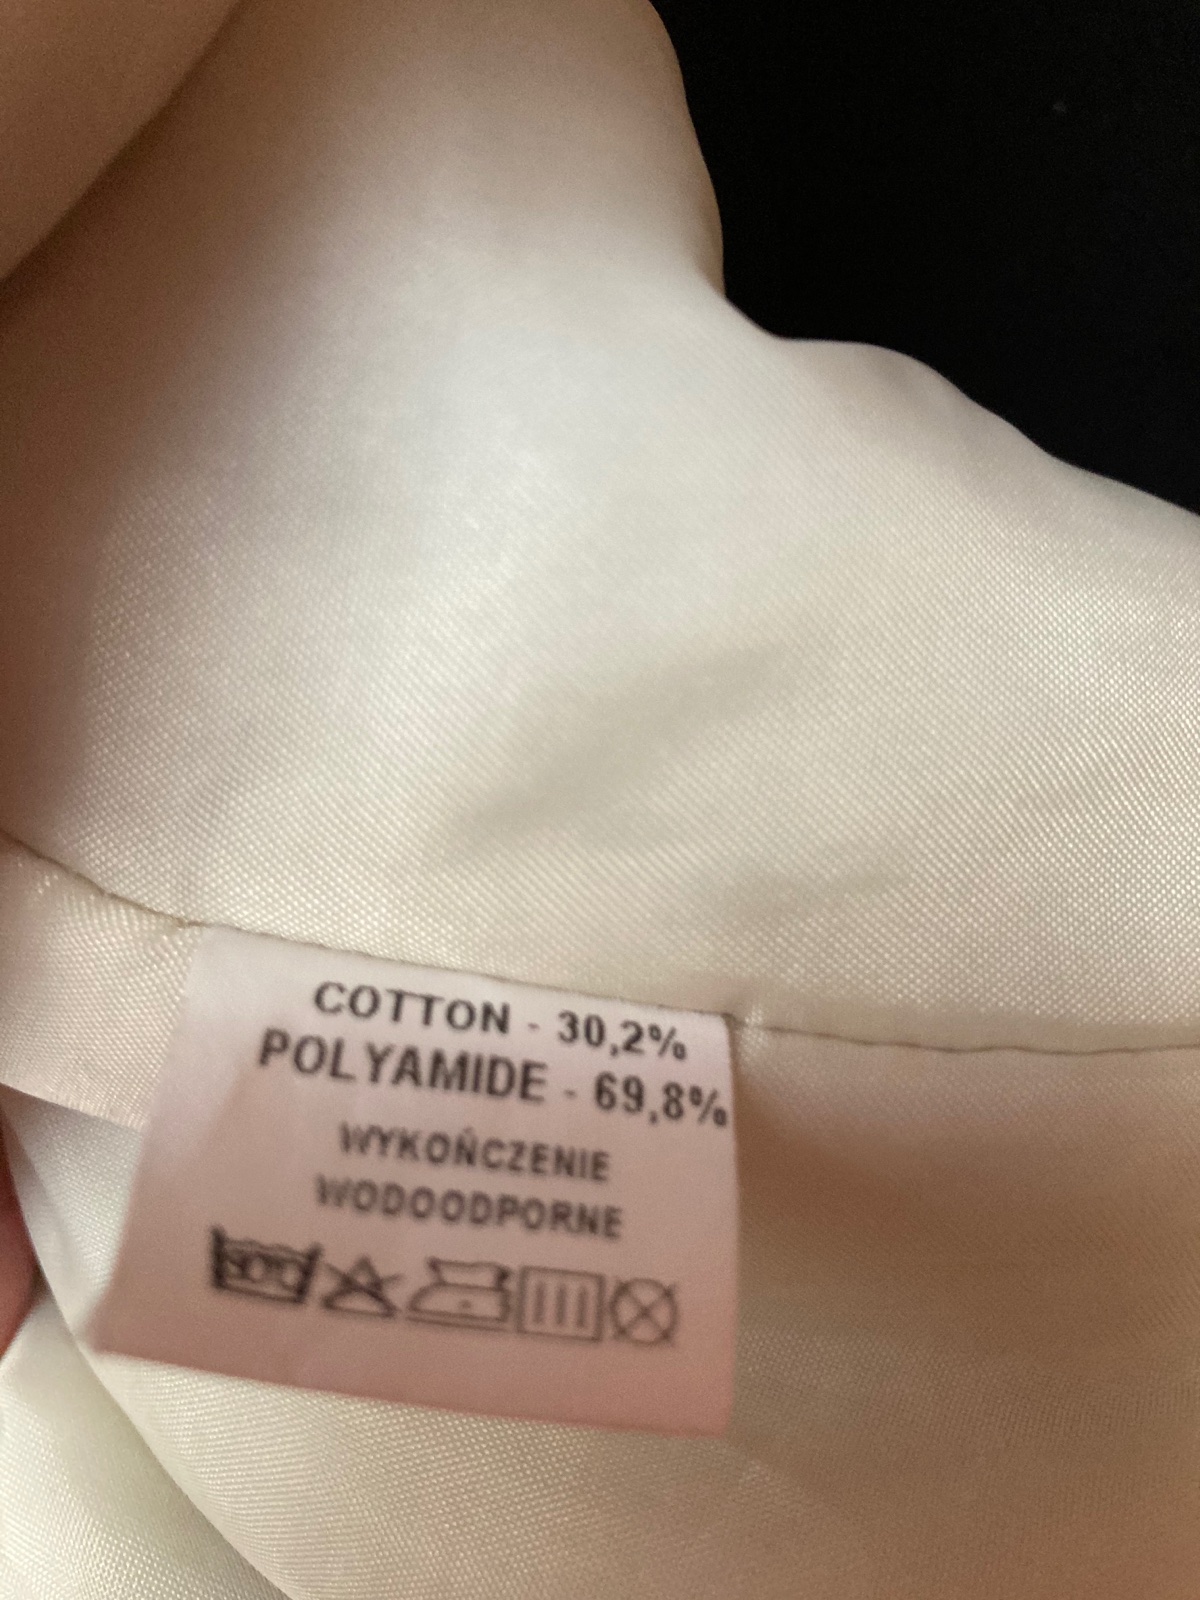 COTTON - 30,2%
POLYAMIDE - 69,8%
WYKOŃCZENIE
WODOODPORNE